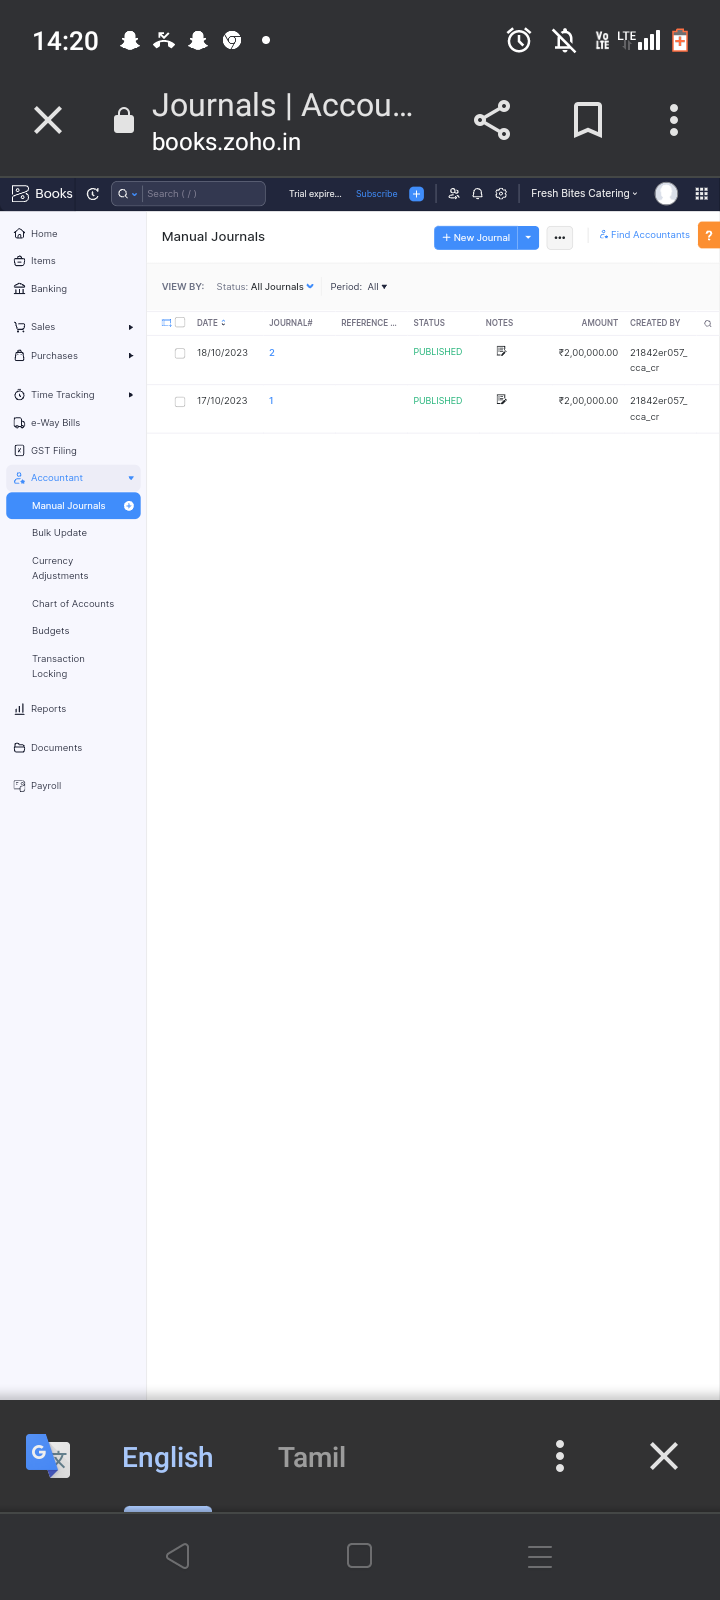 14:20
Vo LTE LTE
Journals | Accou...
books.zoho.in
Books
Search ( / )
Trial expire...
Subscribe
Fresh Bites Catering
Home
Items
Banking
Sales
Purchases
Time Tracking
e-Way Bills
GST Filing
Accountant
Manual Journals
Bulk Update
Currency
Adjustments
Chart of Accounts
Budgets
Transaction
Locking
Reports
Documents
Payroll
Manual Journals
+ New Journal
Find Accountants
?
VIEW BY: Status: All Journals Period: All
DATE JOURNAL# REFERENCE ... STATUS NOTES AMOUNT CREATED BY
18/10/2023 2 PUBLISHED ₹2,00,000.00 21842er057_
cca_cr
17/10/2023 1 PUBLISHED ₹2,00,000.00 21842er057_
cca_cr
G
English Tamil